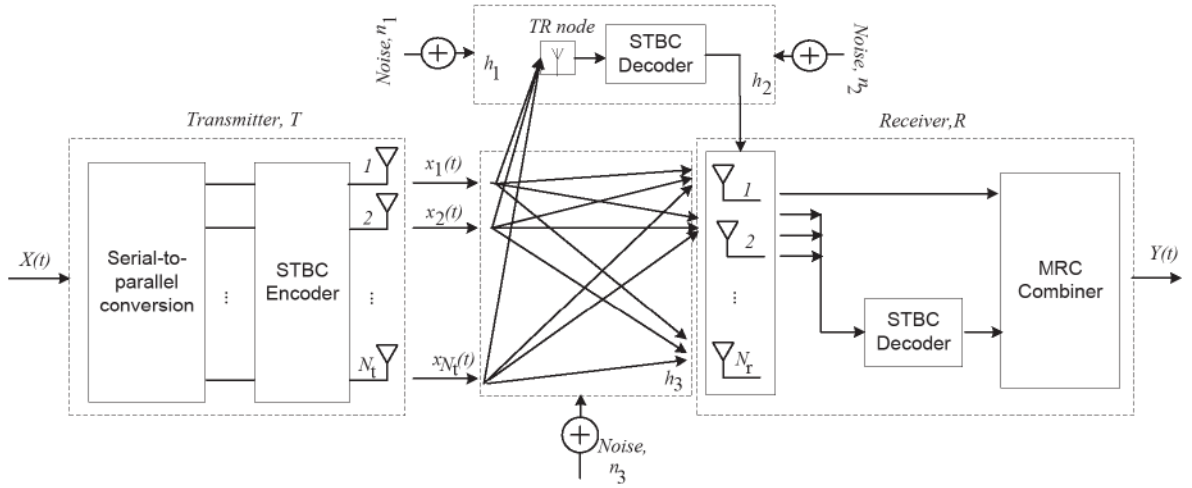 TR node
Noise, n1
h1
STBC
Decoder
h2
Noise, n2
Transmitter, T
Receiver,R
1
x1(t)
1
2
x2(t)
2
X(t)
Serial-to-
parallel
conversion
...
STBC
Encoder
...
...
...
MRC
Combiner
Y(t)
STBC
Decoder
Nt
xNt(t)
h3
Nr
Noise,
n3